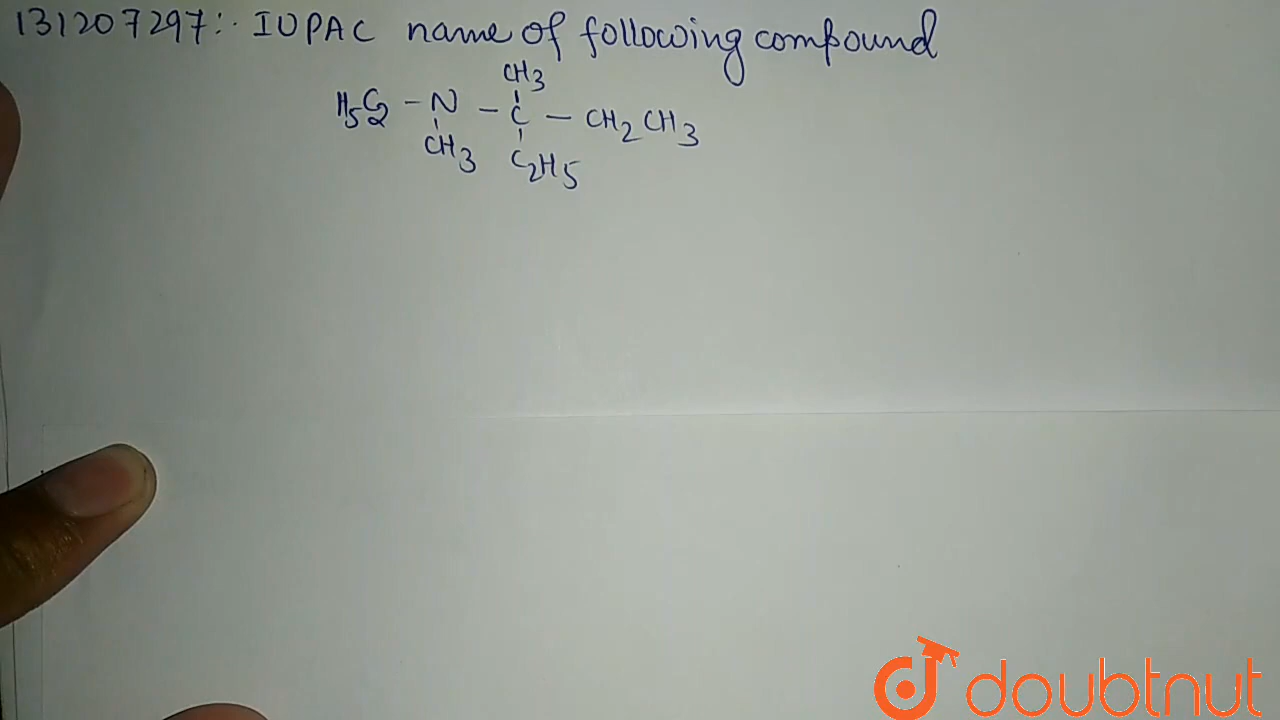 131207297:- IUPAC name of following compound
CH3
H5C2 - N - C - CH2CH3
CH3 C2H5
doubtnut